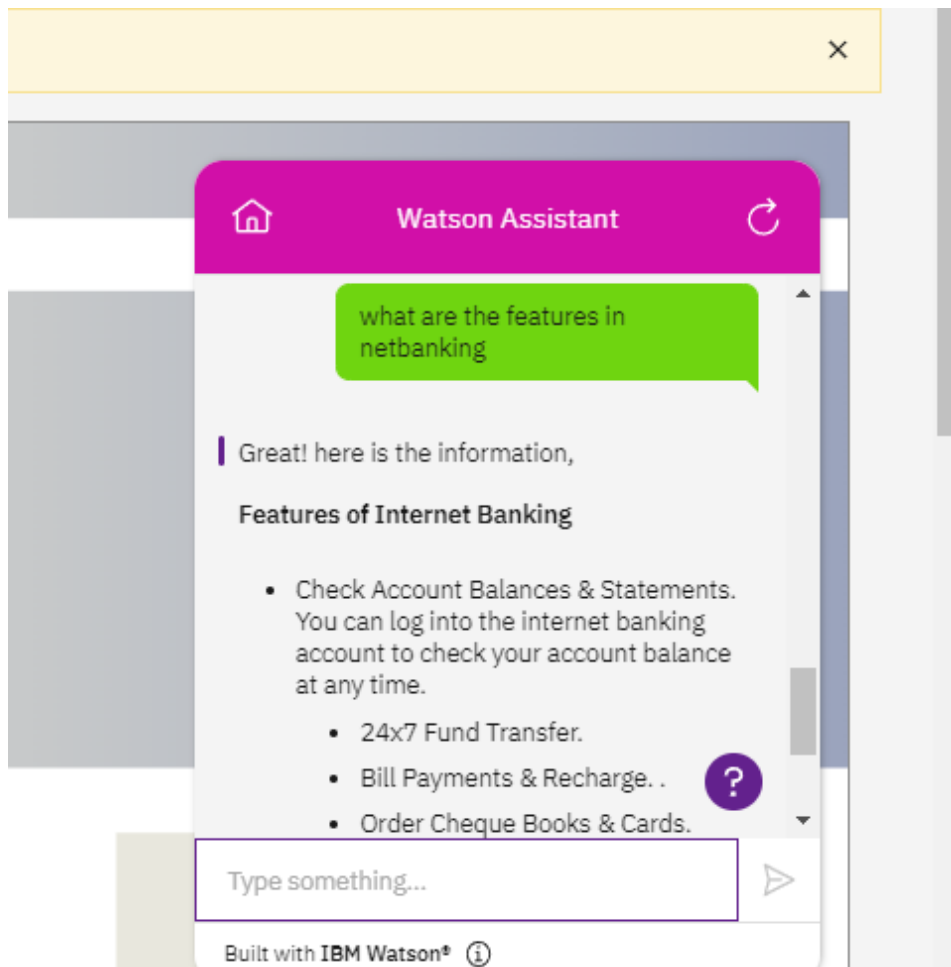 Watson Assistant
what are the features in
netbanking
Great! here is the information,
Features of Internet Banking
• Check Account Balances & Statements.
You can log into the internet banking
account to check your account balance
at any time.
• 24x7 Fund Transfer.
• Bill Payments & Recharge. .
?
• Order Cheque Books & Cards.
Type something...
Built with IBM Watson®